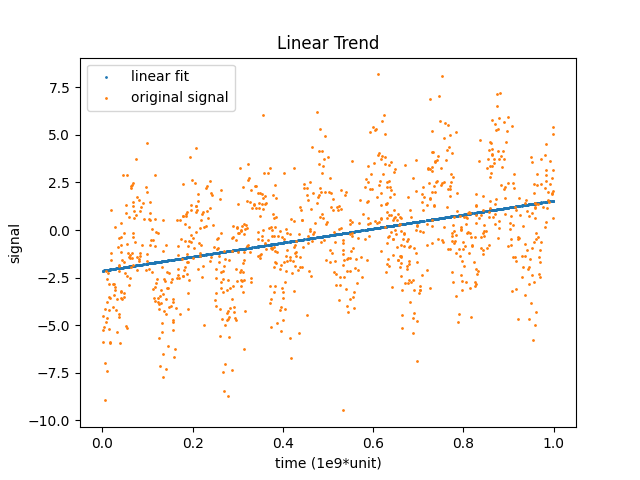 Linear Trend
linear fit
original signal
7.5
5.0
2.5
0.0
−2.5
−5.0
−7.5
−10.0
signal
0.0 0.2 0.4 0.6 0.8 1.0
time (1e9*unit)